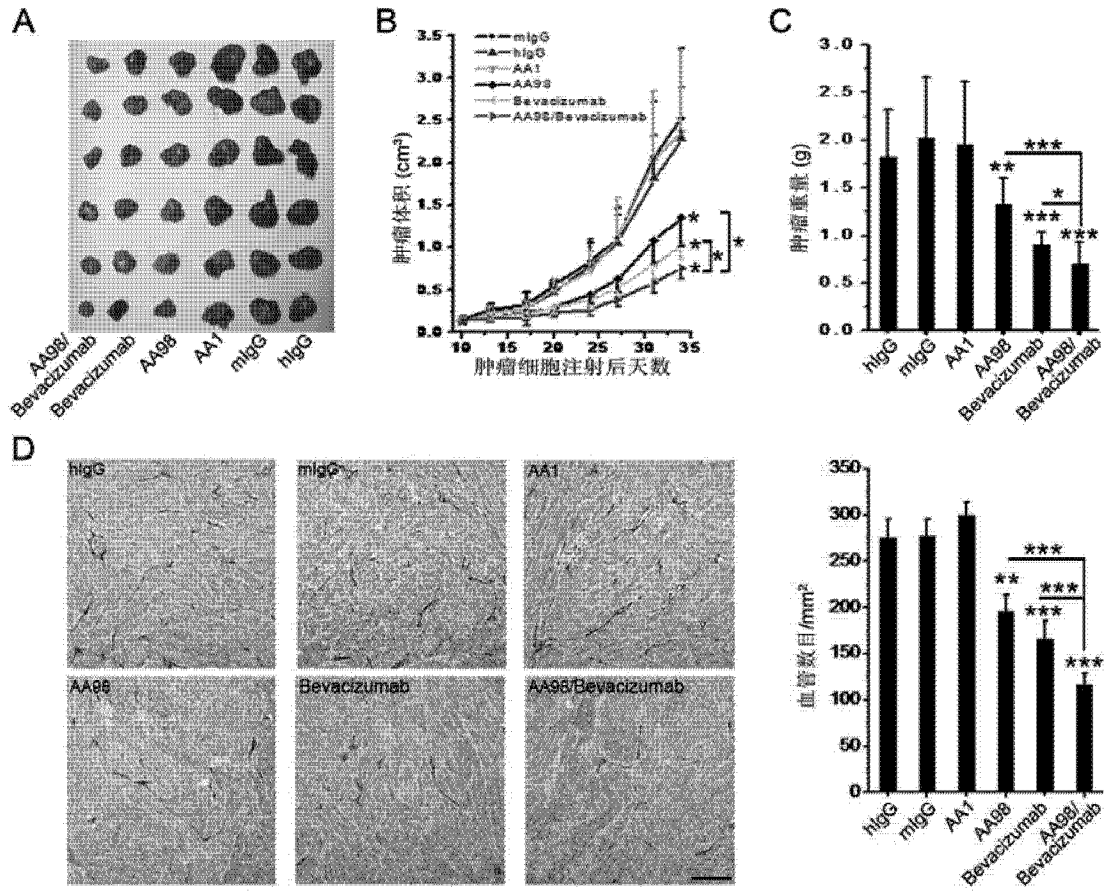 A
AA98/
Bevacizumab
Bevacizumab
AA98
AA1
mIgG
hIgG
B
mIgG
hIgG
AA1
AA98
Bevacizumab
AA98/Bevacizumab
肿瘤体积 (cm³)
3.5
3.0
2.5
2.0
1.5
1.0
0.5
0.0
10
15
20
25
30
35
肿瘤细胞注射后天数
*
*
*
*
*
C
肿瘤重量 (g)
3.0
2.5
2.0
1.5
1.0
0.5
0.0
**
***
***
***
*
hIgG
mIgG
AA1
AA98
Bevacizumab
AA98/
Bevacizumab
D
hIgG
mIgG
AA1
AA98
Bevacizumab
AA98/Bevacizumab
血管数目/mm²
350
300
250
200
150
100
50
0
**
***
***
***
***
hIgG
mIgG
AA1
AA98
Bevacizumab
AA98/
Bevacizumab